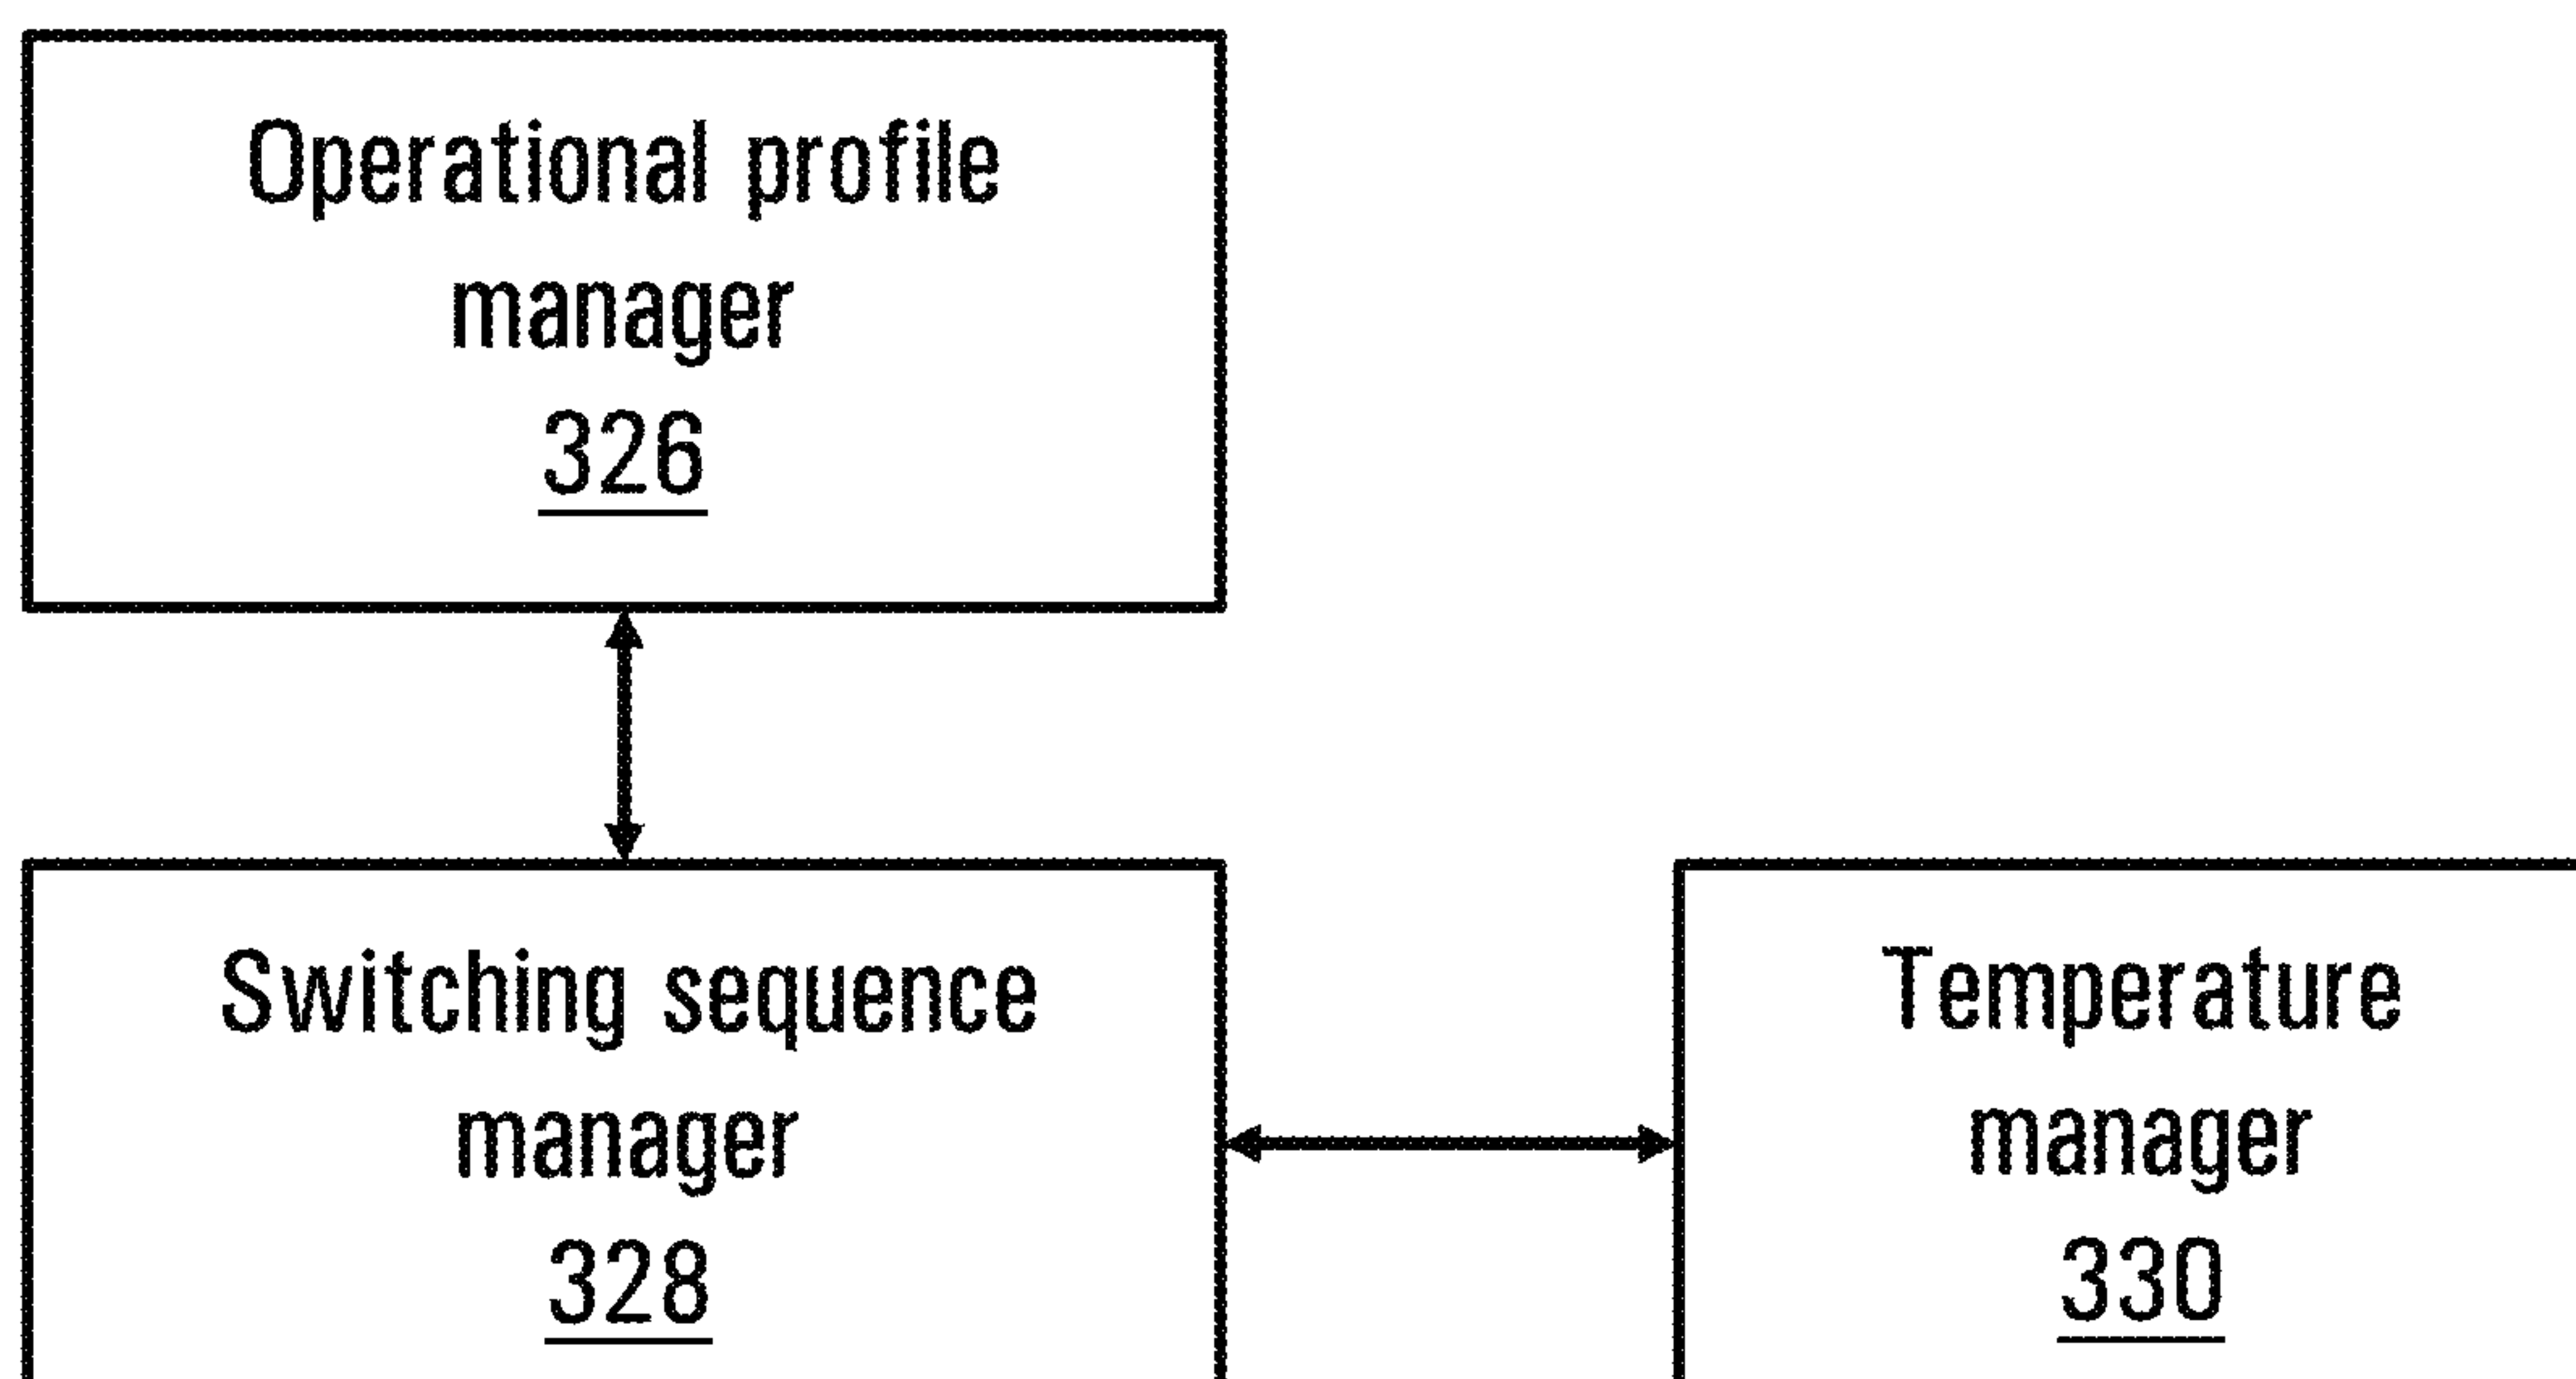 Operational profile
manager
326
Switching sequence
manager
328
Temperature
manager
330